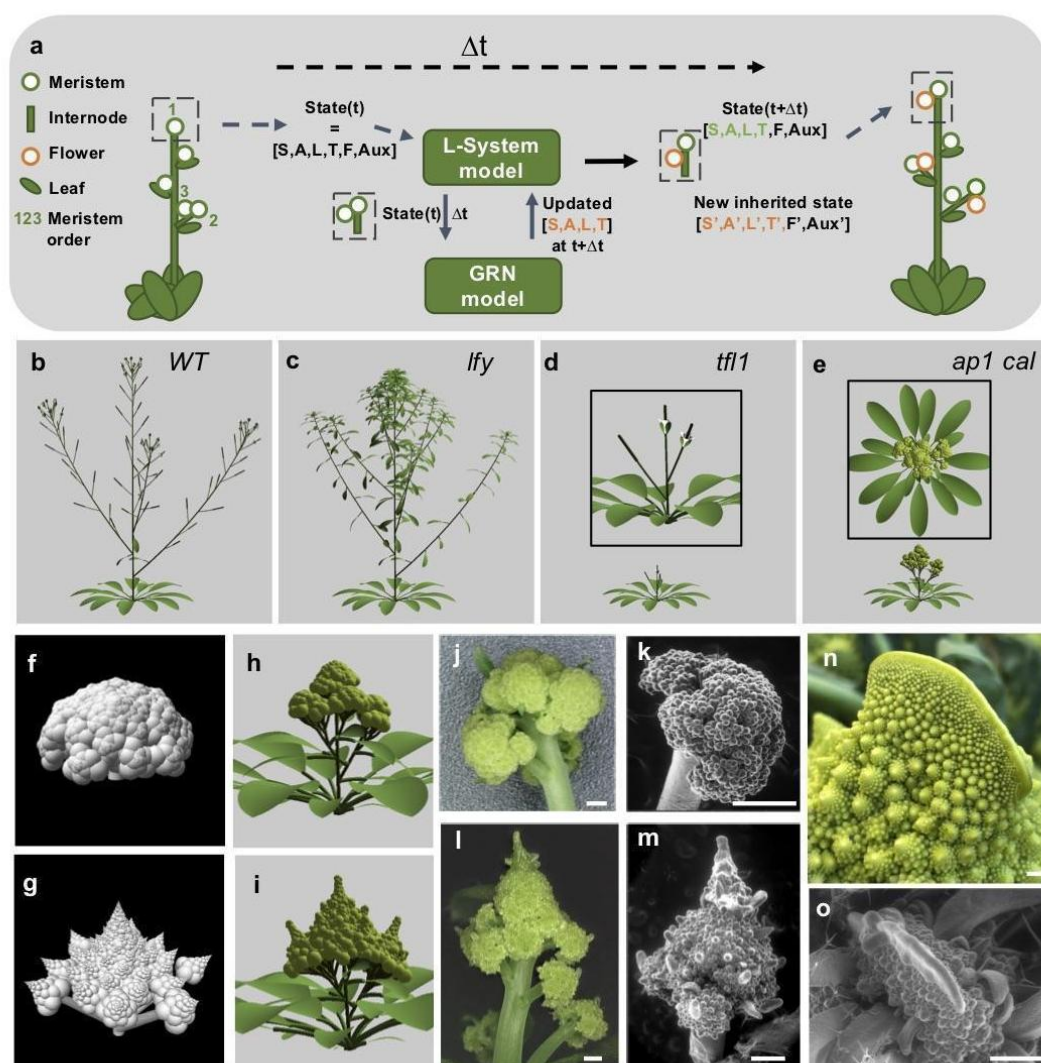 a
Δt
Meristem
Internode
Flower
Leaf
123 Meristem
order
1
3
2
State(t)
=
[S,A,L,T,F,Aux]
L-System
model
State(t)
Δt
Updated
[S,A,L,T]
at t+Δt
GRN
model
State(t+Δt)
[S,A,L,T,F,Aux]
New inherited state
[S’,A’,L’,T’,F’,Aux’]
b
WT
c
lfy
d
tfl1
e
ap1 cal
f
h
j
k
n
g
i
l
m
o